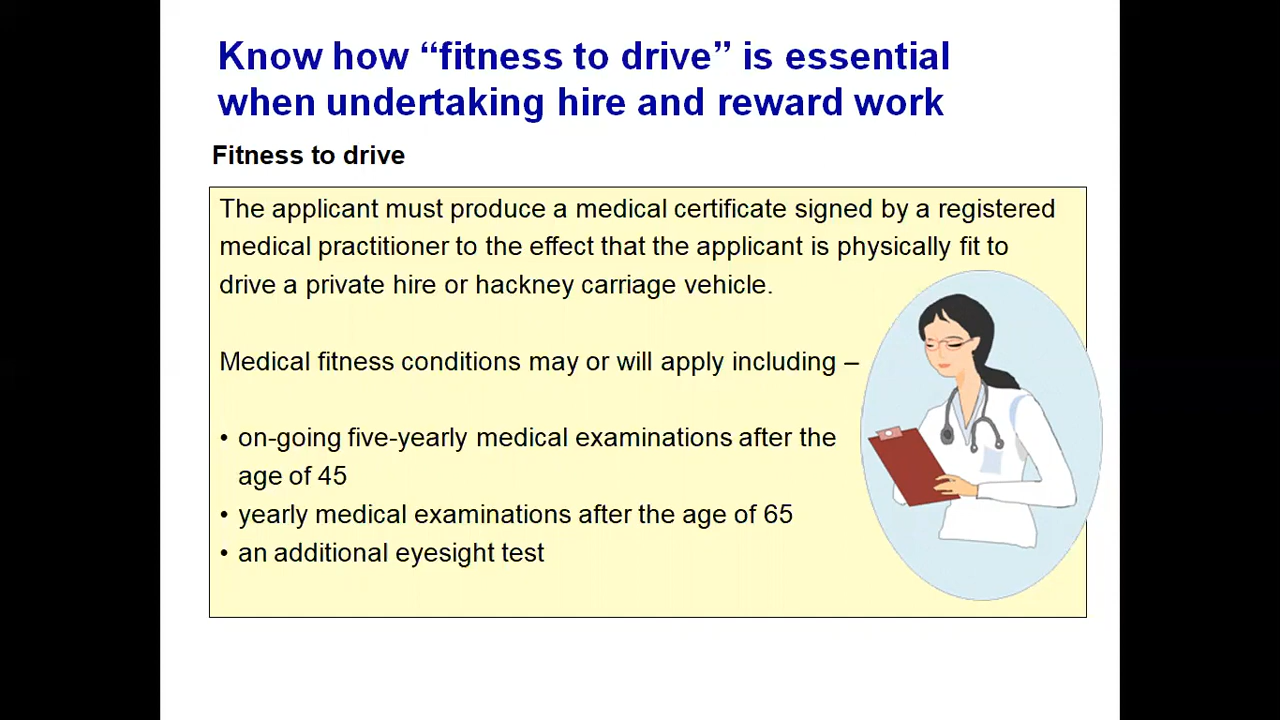 Know how “fitness to drive” is essential
when undertaking hire and reward work
Fitness to drive
The applicant must produce a medical certificate signed by a registered
medical practitioner to the effect that the applicant is physically fit to
drive a private hire or hackney carriage vehicle.
Medical fitness conditions may or will apply including –
• on-going five-yearly medical examinations after the
age of 45
• yearly medical examinations after the age of 65
• an additional eyesight test